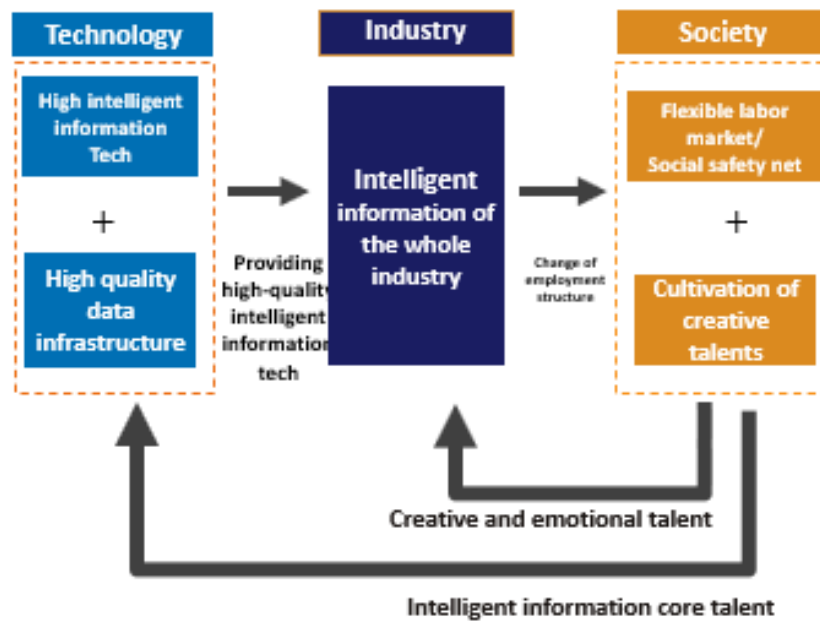 Technology
High intelligent
information
Tech
+
High quality
data
infrastructure
Providing
high-quality
intelligent
information
tech
Industry
Intelligent
information of
the whole
industry
Change of
employment
structure
Society
Flexible labor
market/
Social safety net
+
Cultivation of
creative
talents
Creative and emotional talent
Intelligent information core talent